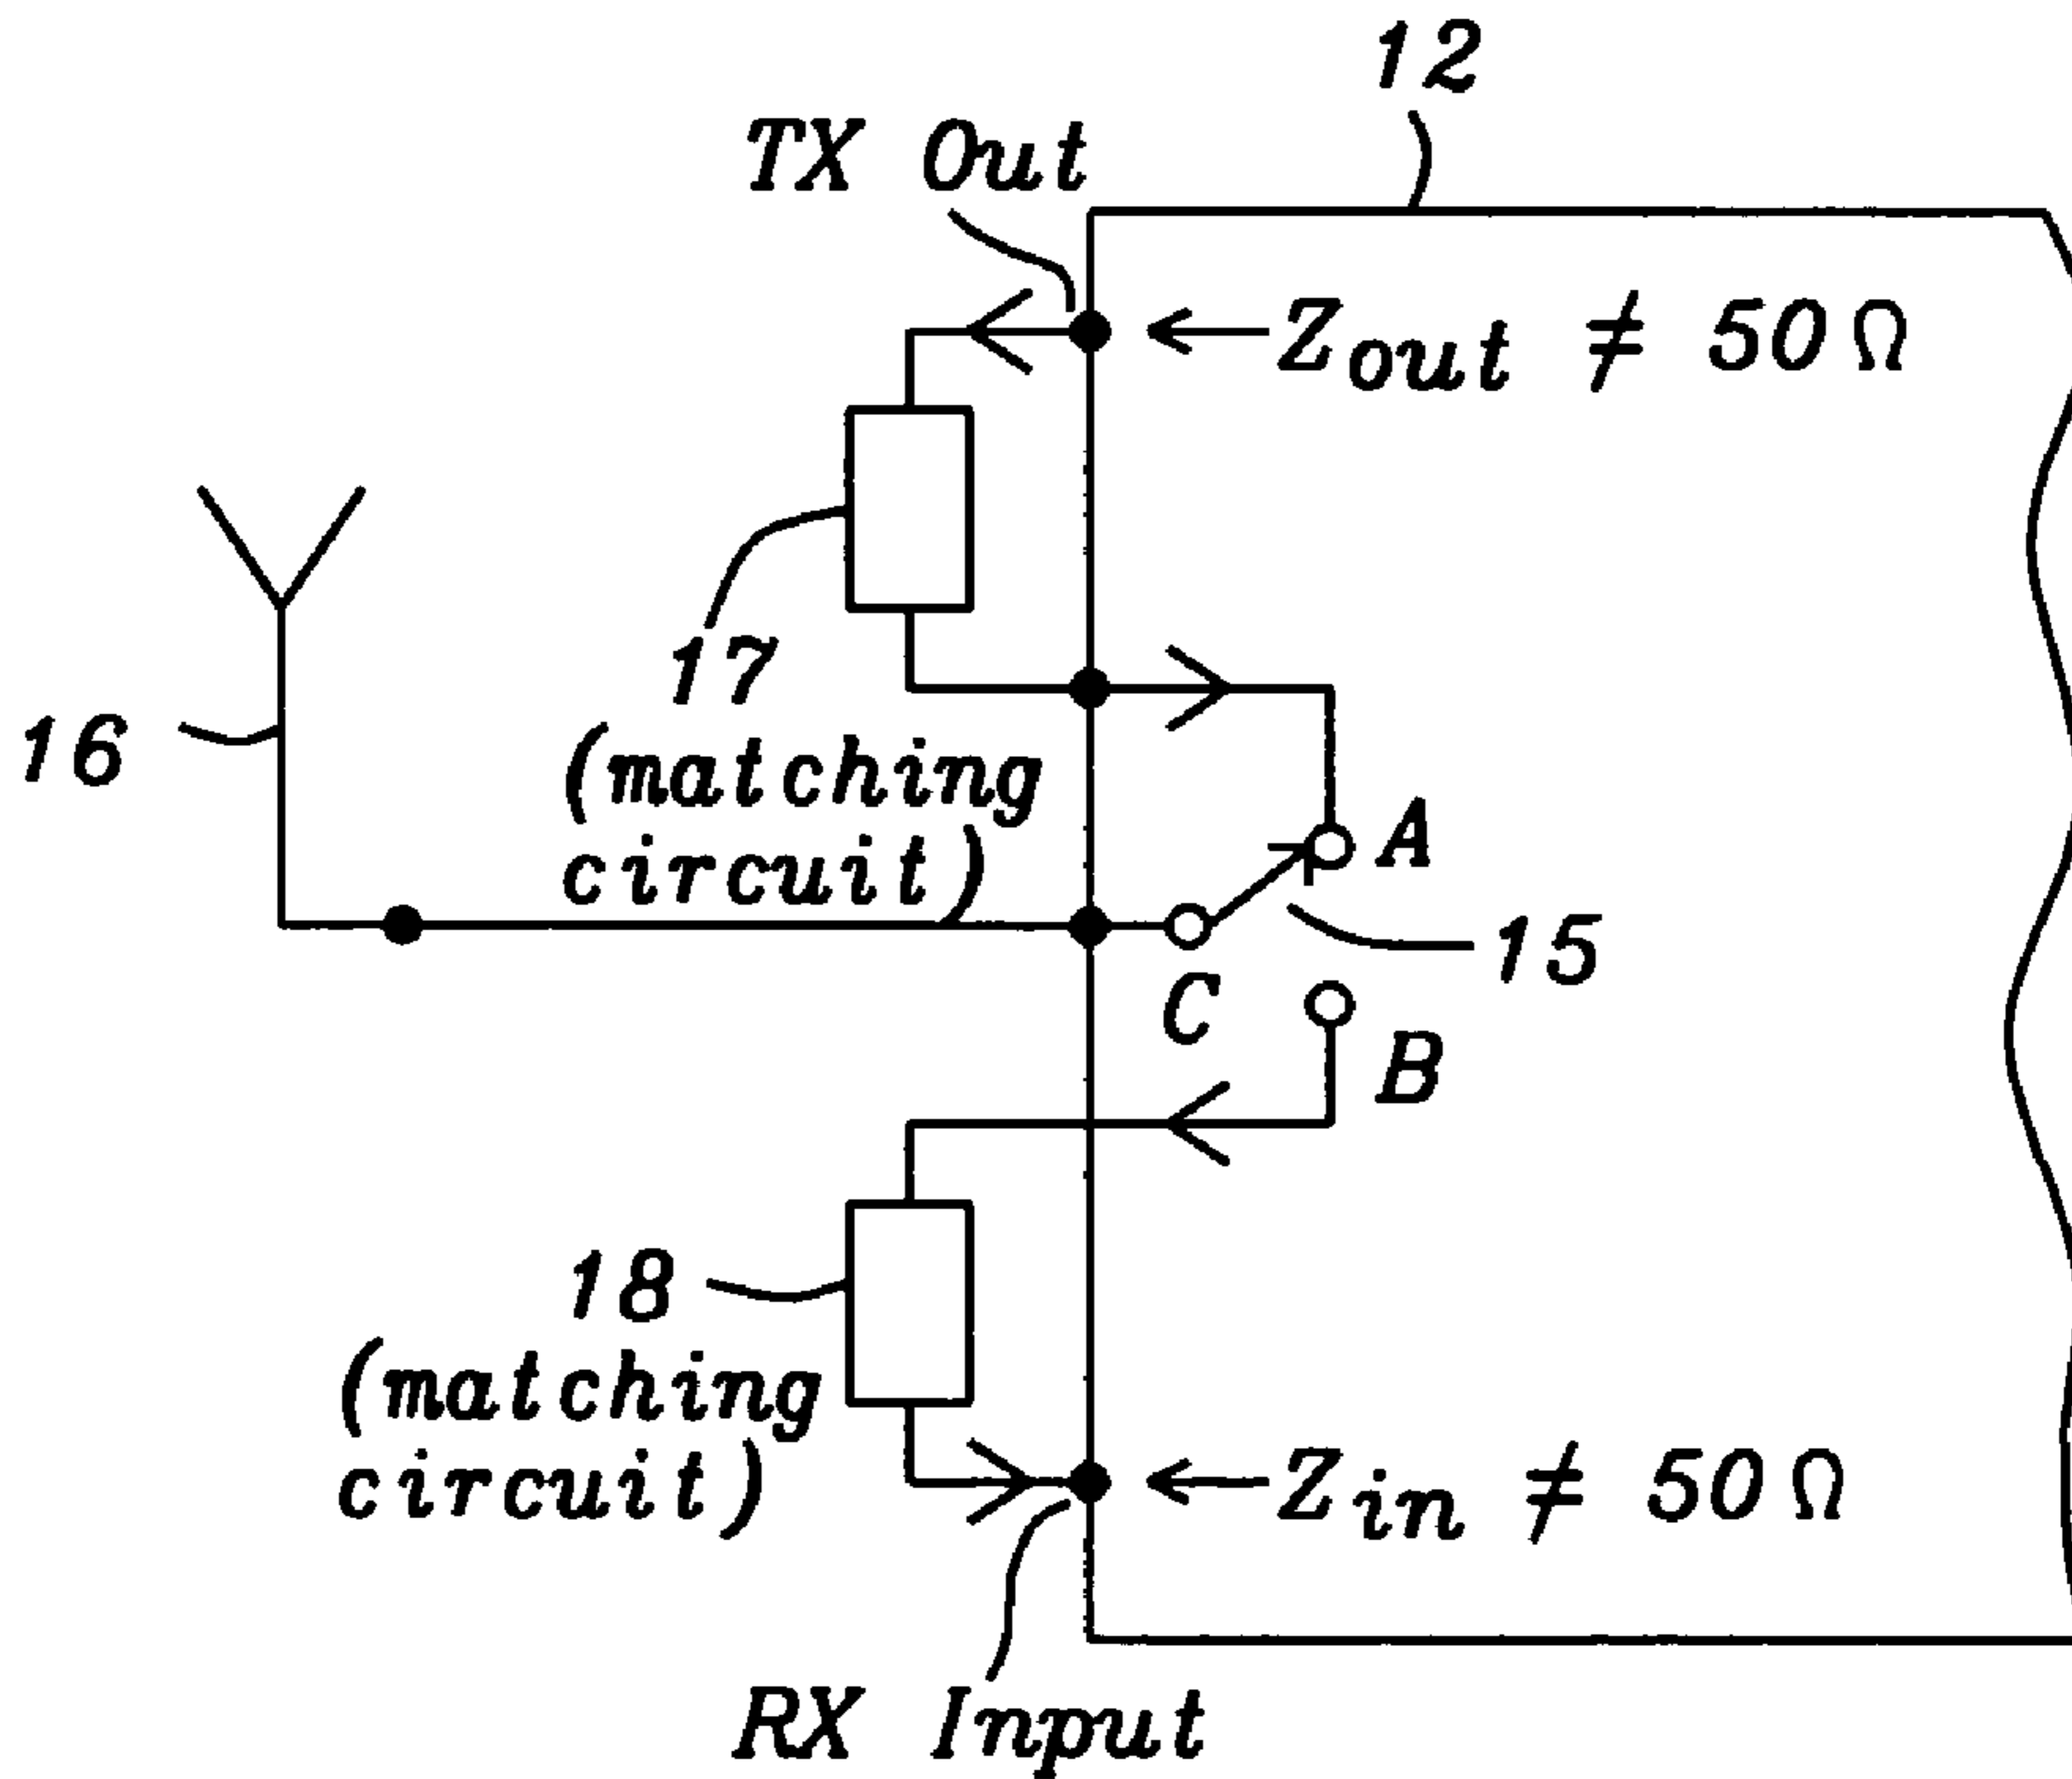 12
TX Out
Zout ≠ 50Ω
17
(matching
circuit)
16
A
15
C
B
18
(matching
circuit)
Zin ≠ 50Ω
RX Input